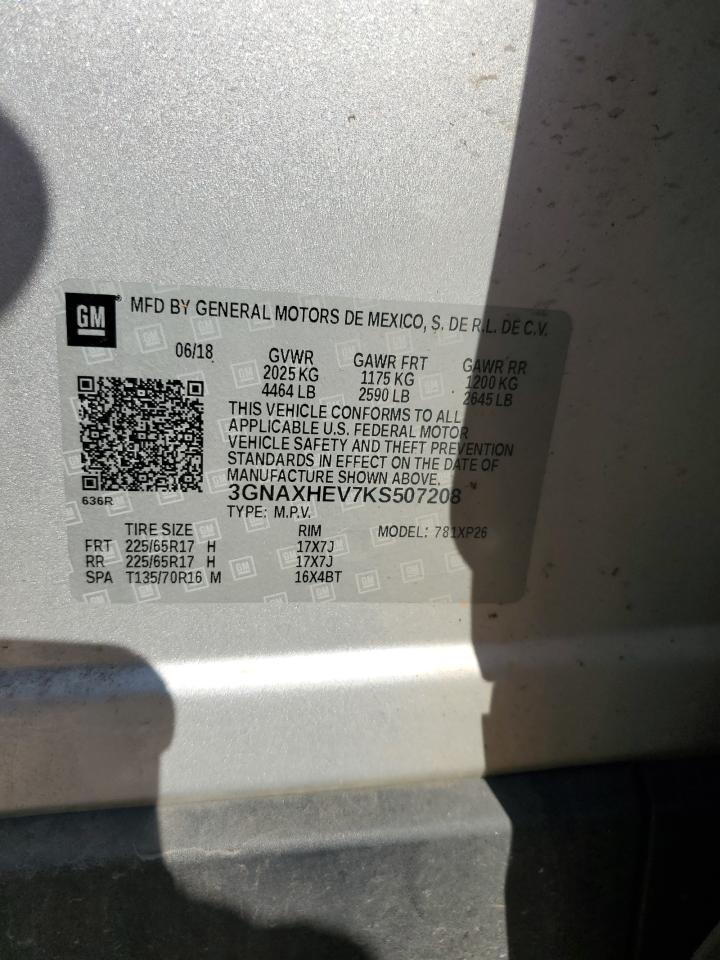 GM® MFD BY GENERAL MOTORS DE MEXICO, S. DE R.L. DE C.V.
06/18 GVWR GAWR FRT GAWR RR
2025 KG 1175 KG 1200 KG
4464 LB 2590 LB 2645 LB
THIS VEHICLE CONFORMS TO ALL
APPLICABLE U.S. FEDERAL MOTOR
VEHICLE SAFETY AND THEFT PREVENTION
STANDARDS IN EFFECT ON THE DATE OF
MANUFACTURE SHOWN ABOVE.
3GNAXHEV7KS507208
636R
TYPE: M.P.V.
TIRE SIZE RIM MODEL: 781XP26
FRT 225/65R17 H 17X7J
RR 225/65R17 H 17X7J
SPA T135/70R16 M 16X4BT